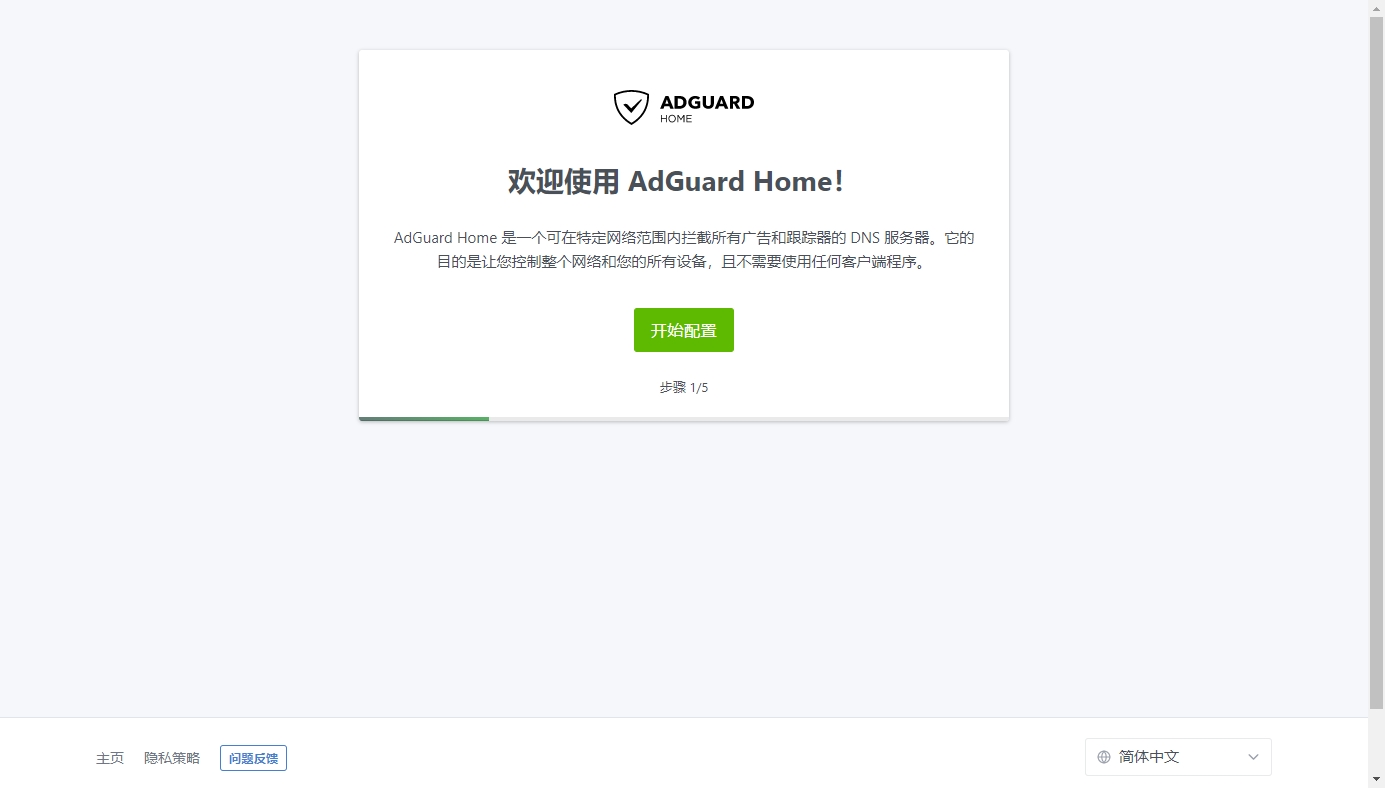 ADGUARD
HOME
欢迎使用 AdGuard Home！
AdGuard Home 是一个可在特定网络范围内拦截所有广告和跟踪器的 DNS 服务器。它的
目的是让您控制整个网络和您的所有设备，且不需要使用任何客户端程序。
开始配置
步骤 1/5
主页 隐私策略 问题反馈 简体中文